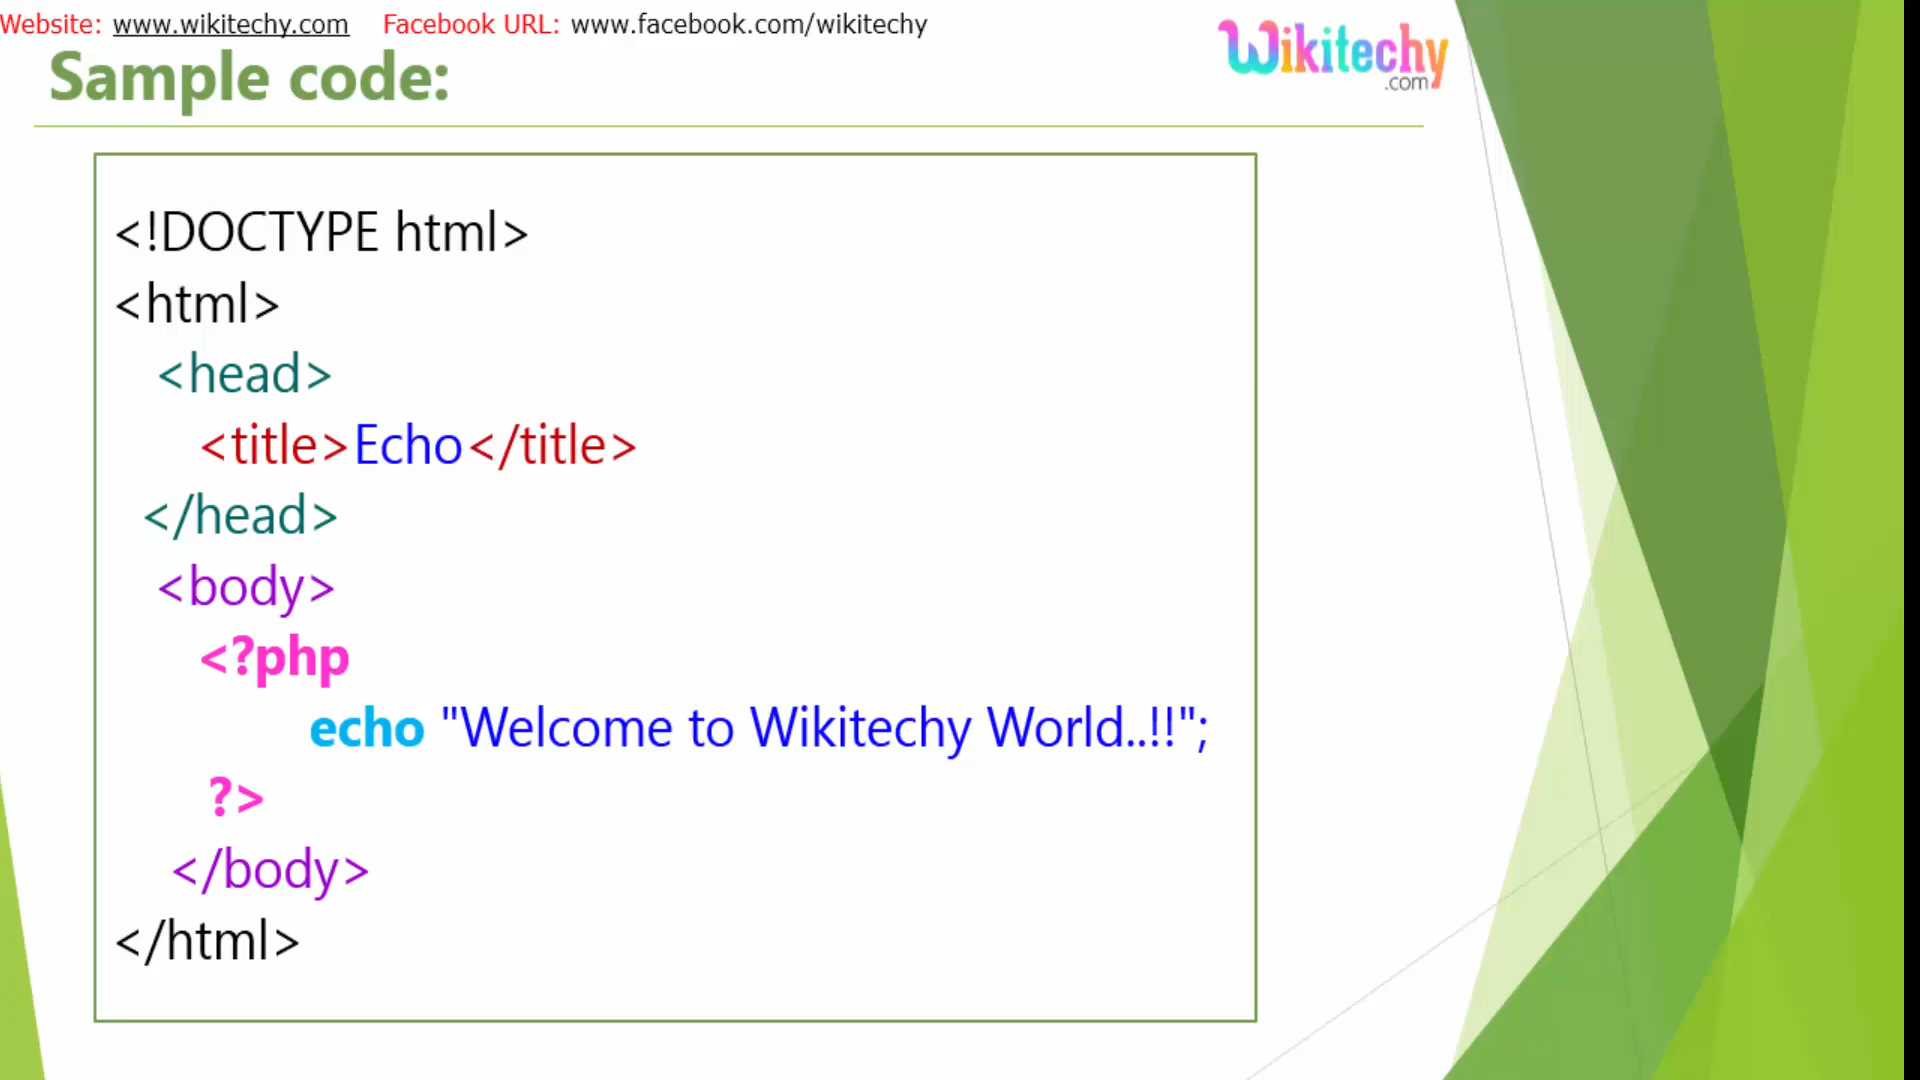 Website: www.wikitechy.com Facebook URL: www.facebook.com/wikitechy
Wikitechy
.com
Sample code:
<!DOCTYPE html>
<html>
<head>
<title>Echo</title>
</head>
<body>
<?php
echo "Welcome to Wikitechy World..!!";
?>
</body>
</html>